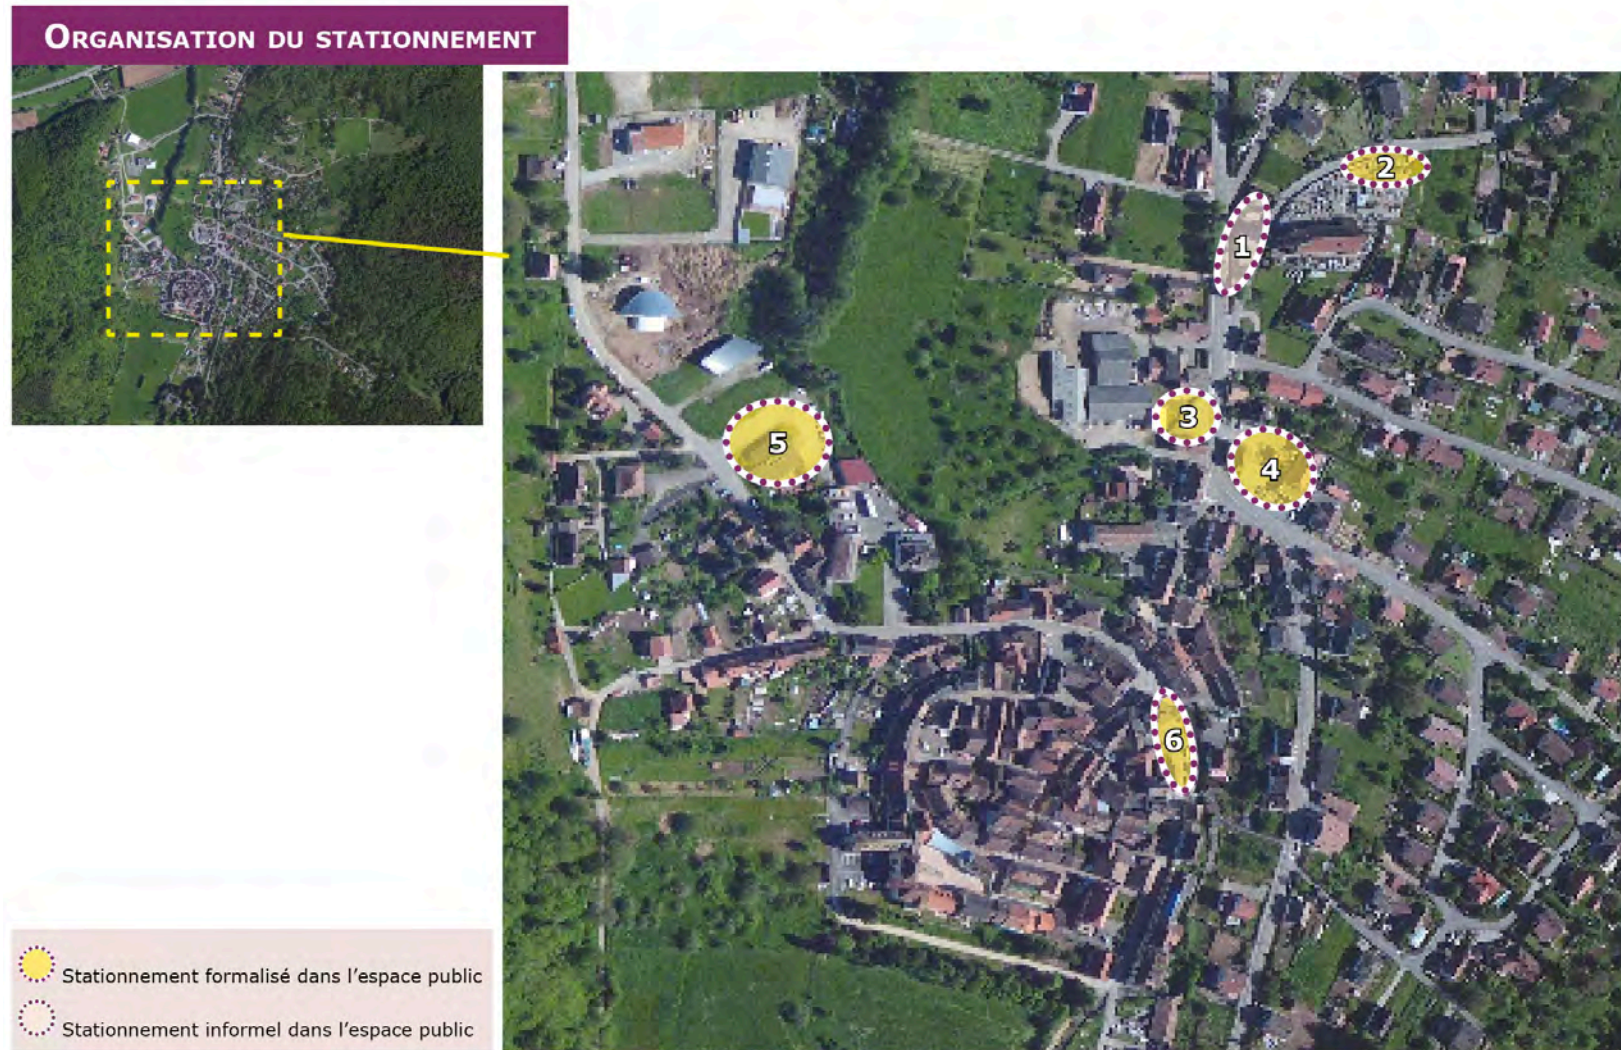 ORGANISATION DU STATIONNEMENT
2
1
3
4
5
6
Stationnement formalisé dans l'espace public
Stationnement informel dans l'espace public